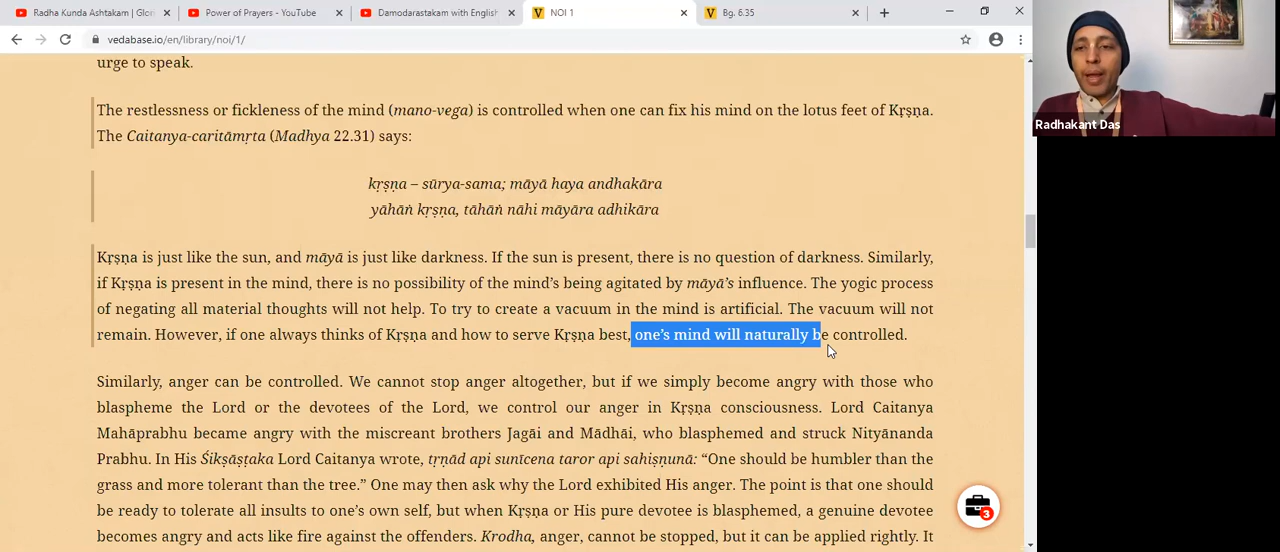 Radha Kunda Ashtakam | Glor
Power of Prayers - YouTube
Damodarastakam with English
NOI 1
Bg. 6.35
vedabase.io/en/library/noi/1/
urge to speak.
The restlessness or fickleness of the mind (mano-vega) is controlled when one can fix his mind on the lotus feet of Kṛṣṇa.
The Caitanya-caritāmṛta (Madhya 22.31) says:
kṛṣṇa – sūrya-sama; māyā haya andhakāra
yāhāṅ kṛṣṇa, tāhāṅ nāhi māyāra adhikāra
Kṛṣṇa is just like the sun, and māyā is just like darkness. If the sun is present, there is no question of darkness. Similarly,
if Kṛṣṇa is present in the mind, there is no possibility of the mind’s being agitated by māyā’s influence. The yogic process
of negating all material thoughts will not help. To try to create a vacuum in the mind is artificial. The vacuum will not
remain. However, if one always thinks of Kṛṣṇa and how to serve Kṛṣṇa best, one’s mind will naturally be controlled.
Similarly, anger can be controlled. We cannot stop anger altogether, but if we simply become angry with those who
blaspheme the Lord or the devotees of the Lord, we control our anger in Kṛṣṇa consciousness. Lord Caitanya
Mahāprabhu became angry with the miscreant brothers Jagāi and Mādhāi, who blasphemed and struck Nityānanda
Prabhu. In His Śikṣāṣṭaka Lord Caitanya wrote, tṛṇād api sunīcena taror api sahiṣṇunā: “One should be humbler than the
grass and more tolerant than the tree.” One may then ask why the Lord exhibited His anger. The point is that one should
be ready to tolerate all insults to one’s own self, but when Kṛṣṇa or His pure devotee is blasphemed, a genuine devotee
becomes angry and acts like fire against the offenders. Krodha, anger, cannot be stopped, but it can be applied rightly. It
3
Radhakant Das